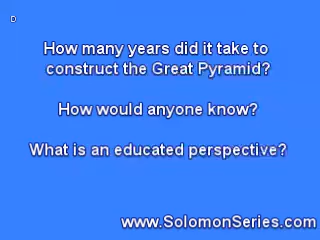 D
How many years did it take to
construct the Great Pyramid?
How would anyone know?
What is an educated perspective?
www.SolomonSeries.com